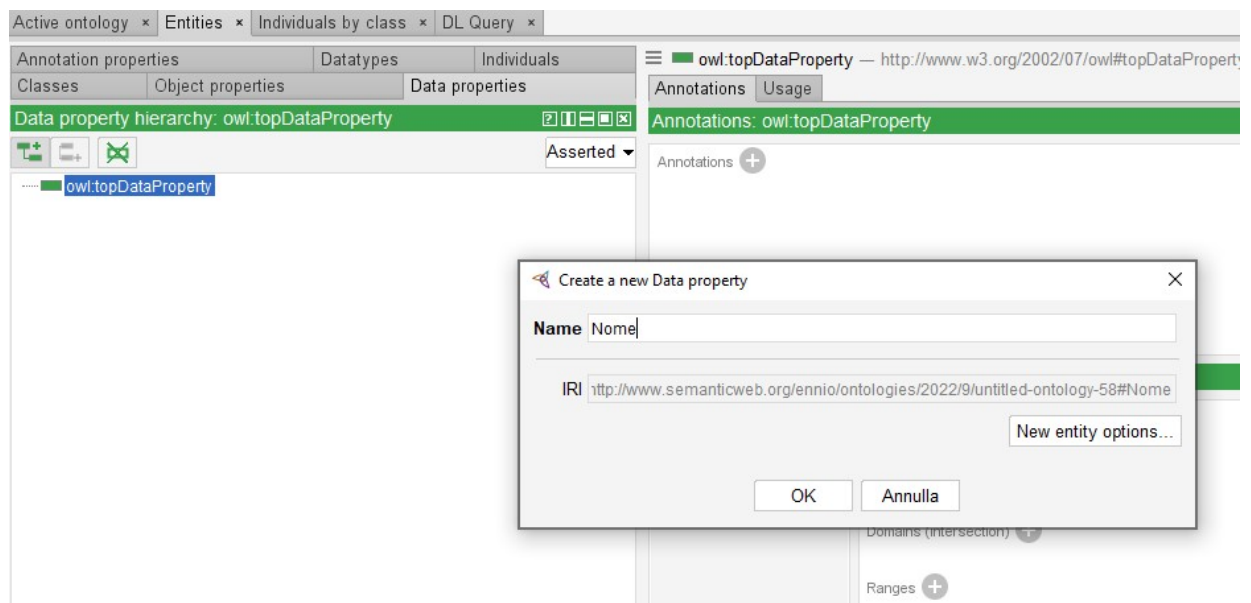 Active ontology × Entities × Individuals by class × DL Query ×
Annotation properties Datatypes Individuals
Classes Object properties Data properties
Data property hierarchy: owl:topDataProperty
Asserted
owl:topDataProperty
owl:topDataProperty — http://www.w3.org/2002/07/owl#topDataProperty
Annotations Usage
Annotations: owl:topDataProperty
Annotations
Create a new Data property
Name Nome
IRI http://www.semanticweb.org/ennio/ontologies/2022/9/untitled-ontology-58#Nome
New entity options...
OK Annulla
Domains (intersection)
Ranges